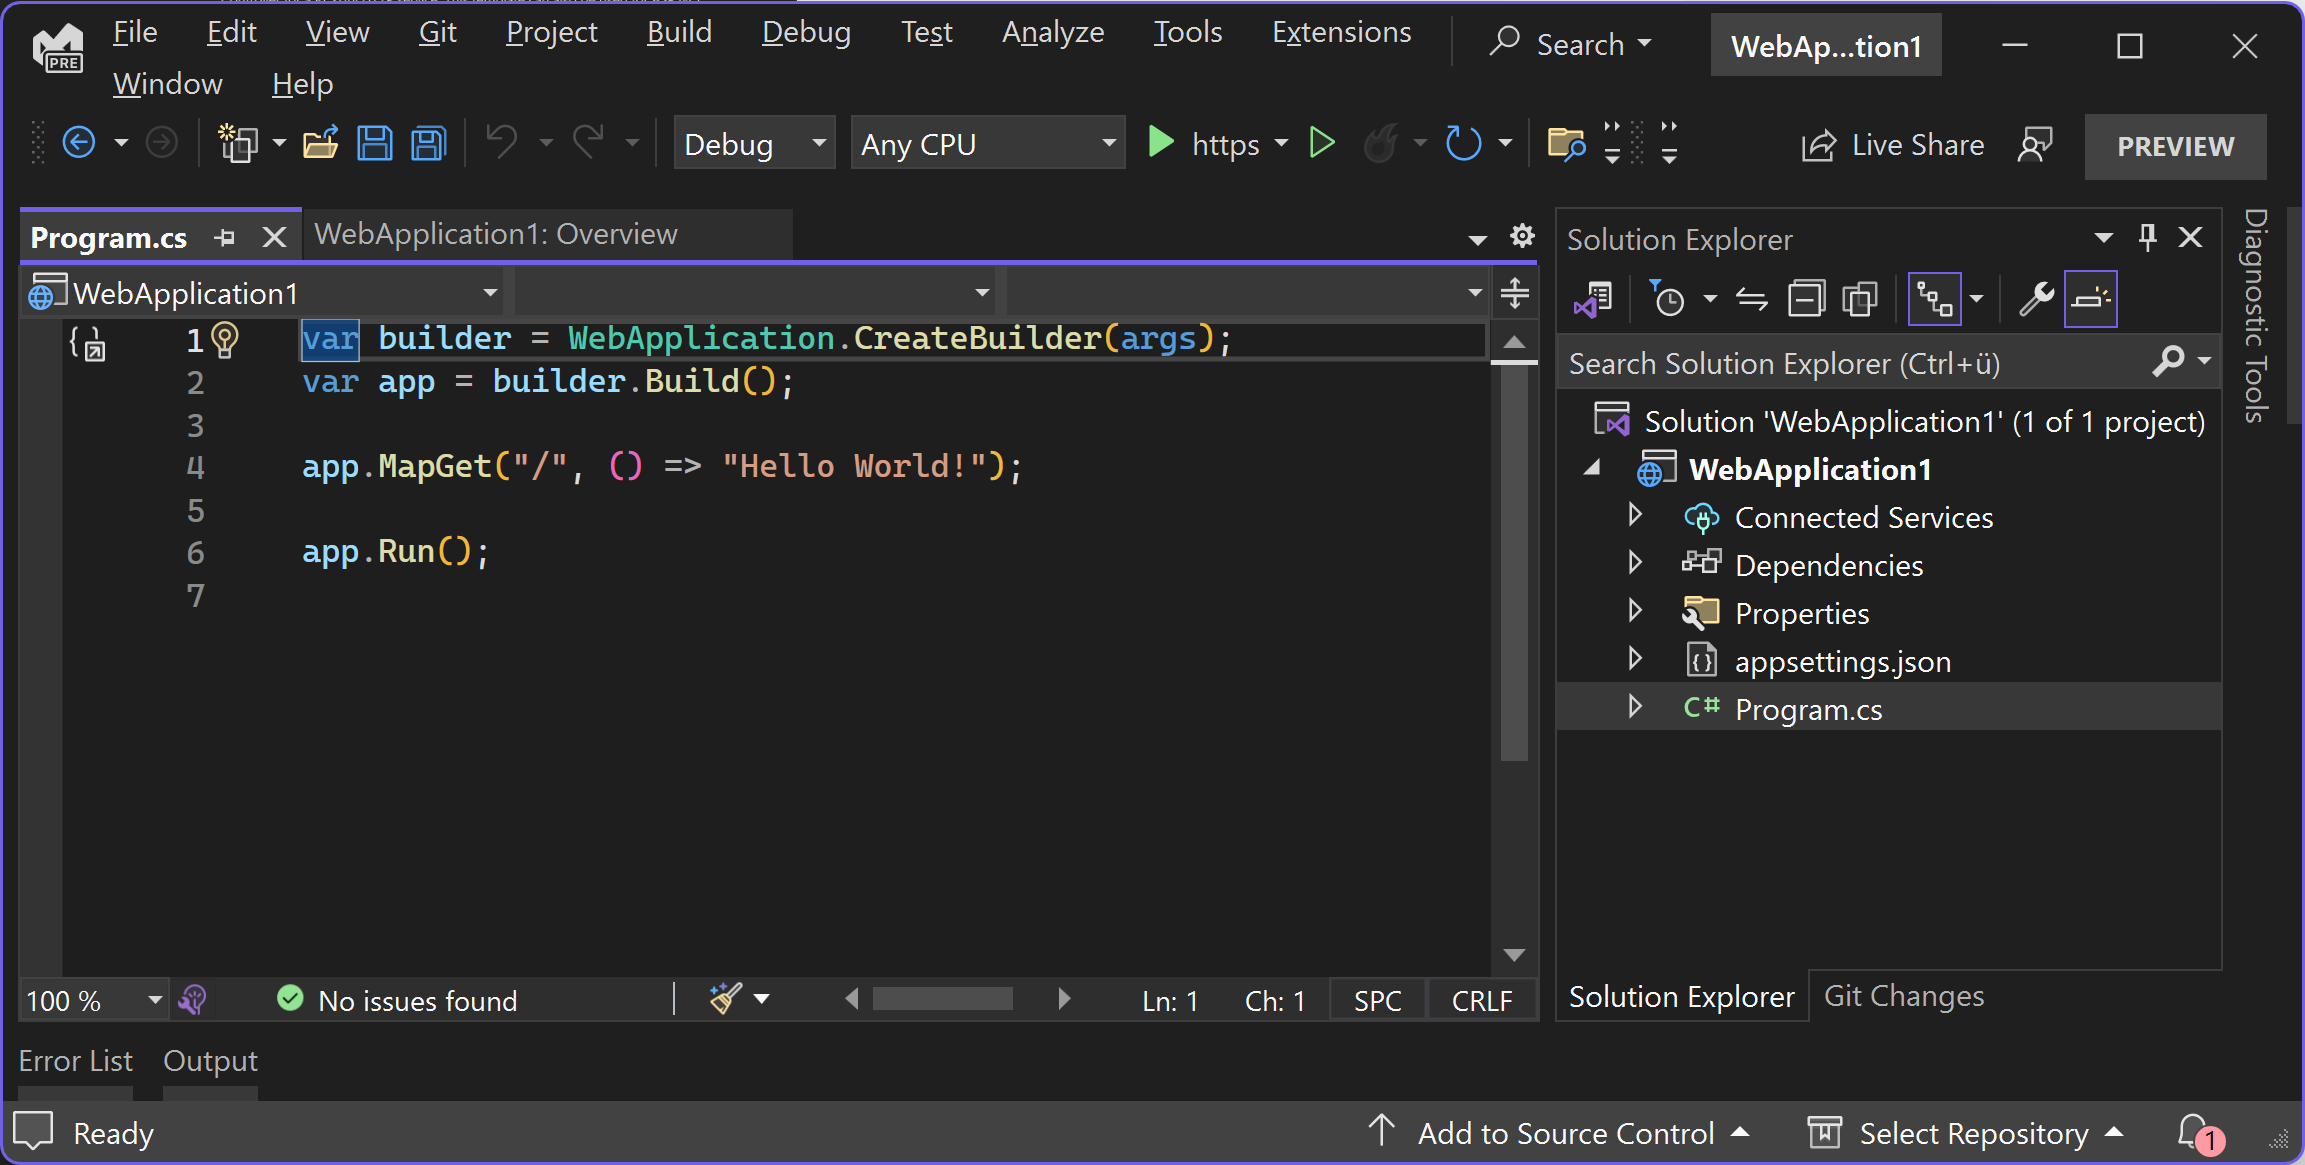 File Edit View Git Project Build Debug Test Analyze Tools Extensions Search WebAp...tion1
PRE
Window Help
Debug Any CPU https Live Share PREVIEW
Program.cs WebApplication1: Overview
WebApplication1
1 var builder = WebApplication.CreateBuilder(args);
2 var app = builder.Build();
3
4 app.MapGet("/", () => "Hello World!");
5
6 app.Run();
7
100 % No issues found Ln: 1 Ch: 1 SPC CRLF
Solution Explorer
Search Solution Explorer (Ctrl+ü)
Solution 'WebApplication1' (1 of 1 project)
WebApplication1
Connected Services
Dependencies
Properties
appsettings.json
C# Program.cs
Solution Explorer Git Changes
Diagnostic Tools
Error List Output
Ready Add to Source Control Select Repository 1